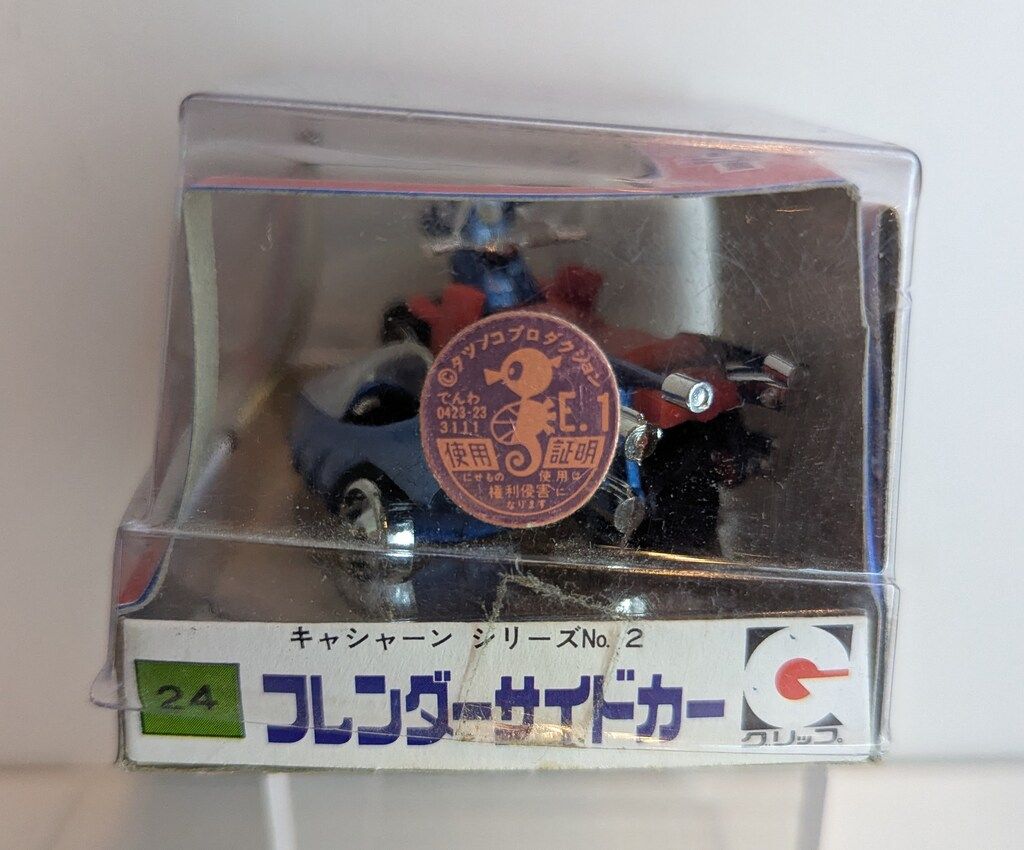 ©タツノコプロダクション
でんわ
0423-23
3111
E.1
使用 証明
にせもの 使用は
権利侵害に
なります
キャシャーン シリーズNo. 2
24
フレンダーサイドカー
グリップ